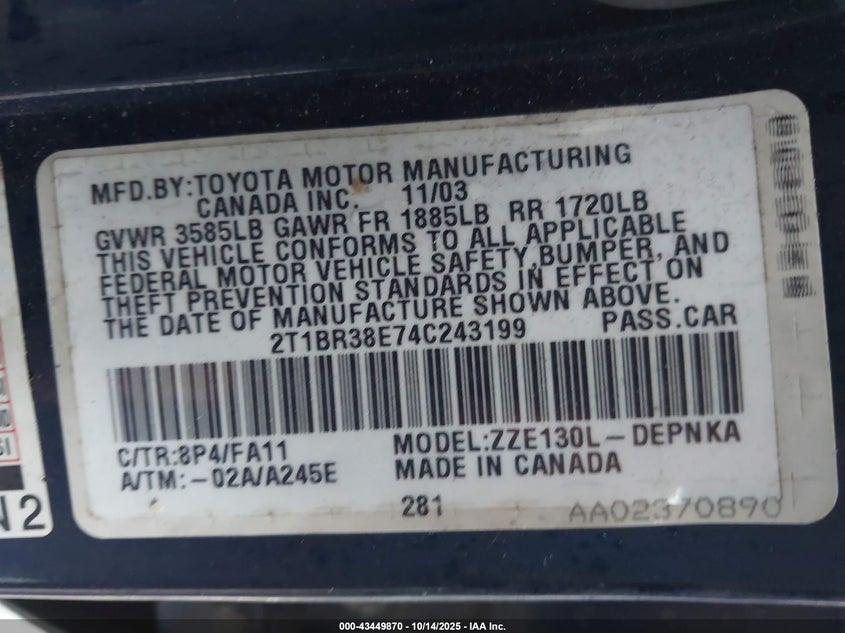 MFD.BY:TOYOTA MOTOR MANUFACTURING
CANADA INC. 11/03
GVWR 3585LB GAWR FR 1885LB RR 1720LB
THIS VEHICLE CONFORMS TO ALL APPLICABLE
FEDERAL MOTOR VEHICLE SAFETY,BUMPER, AND
THEFT PREVENTION STANDARDS IN EFFECT ON
THE DATE OF MANUFACTURE SHOWN ABOVE.
2T1BR38E74C243199 PASS.CAR
C/TR:8P4/FA11 MODEL:ZZE130L-DEPNKA
A/TM:-02A/A245E MADE IN CANADA
281 AA02370890
N2
000-43449870 | 10/14/2025 - IAA Inc.